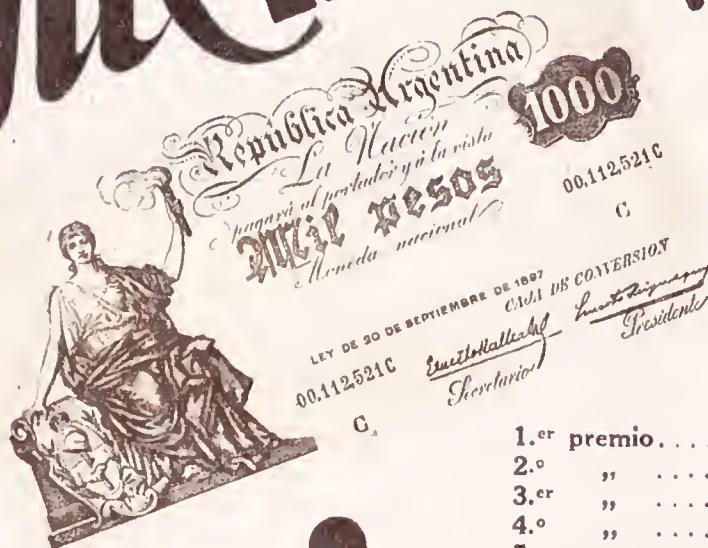 República Argentina
1000
La Nación
pagará al portador y á la vista
Mil pesos
Moneda nacional
00.112.521C
C
LEY DE 20 DE SEPTIEMBRE DE 1897
CAJA DE CONVERSION
00.112.521C
C.
Secretario
Presidente
1.er premio....
2.º ,, ....
3.er ,, ....
4.º ,, ....